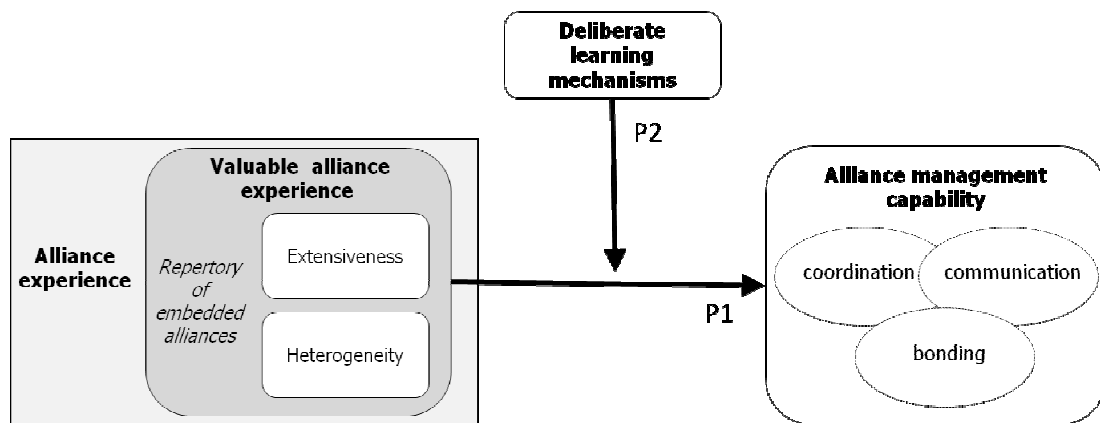 Deliberate
learning
mechanisms
P2
Alliance
experience
Valuable alliance
experience
Repertory
of
embedded
alliances
Extensiveness
Heterogeneity
P1
Alliance management
capability
coordination
communication
bonding